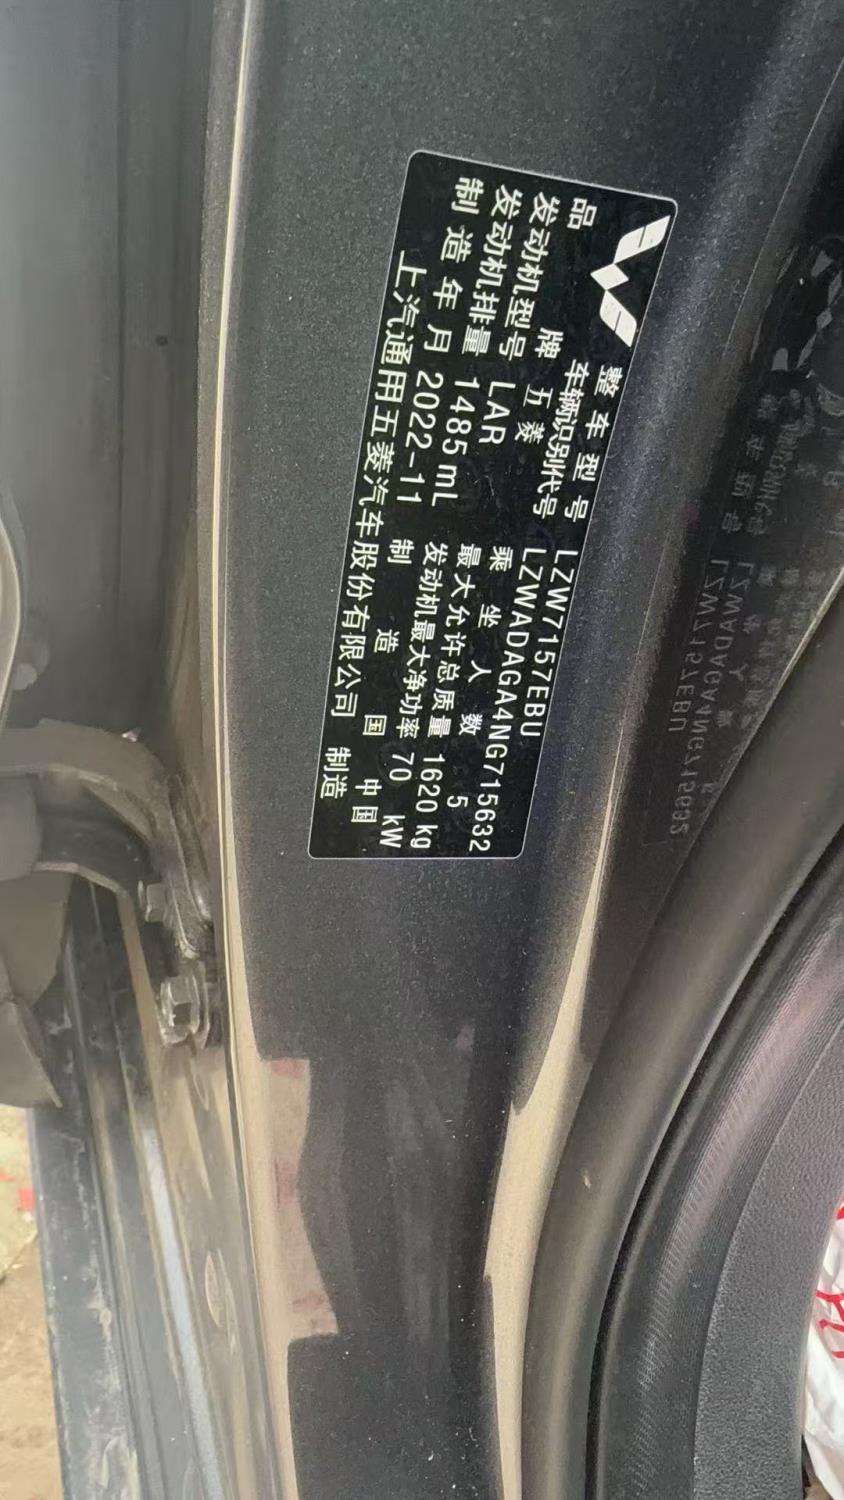 整车型号 LZW7157EBU
车辆识别代号 LZWADAGA4NG715632
品牌 五菱 乘坐人数 5
发动机型号 LAR 最大允许总质量 1620 kg
发动机排量 1485 mL 发动机最大净功率 70 kW
制造年月 2022-11 制造国 中国
上汽通用五菱汽车股份有限公司 制造